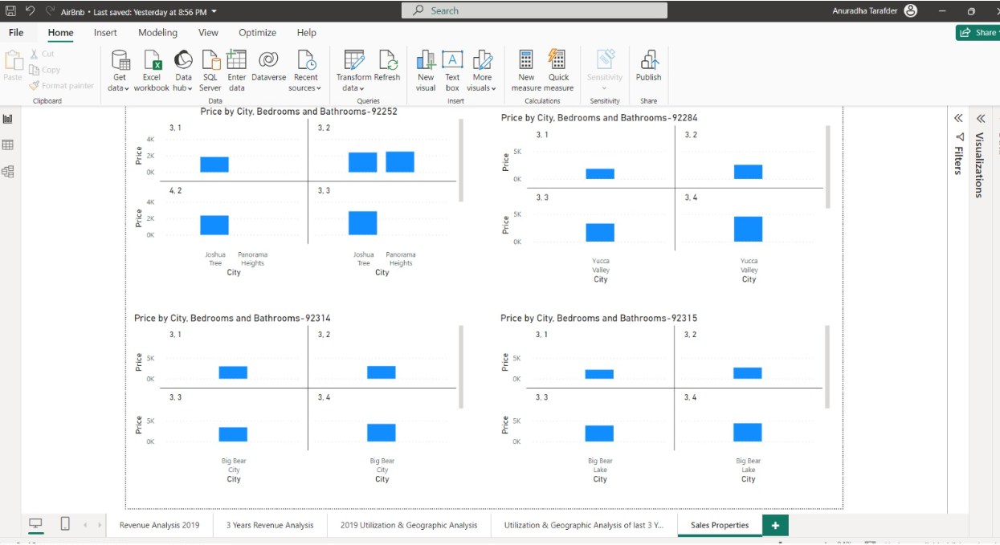 AirBnb • Last saved: Yesterday at 8:56 PM
Search
Anuradha Tarafder
File Home Insert Modeling View Optimize Help
Share
Paste
Cut
Copy
Format painter
Get data
Excel workbook
Data hub
SQL Server
Enter data
Dataverse
Recent sources
Transform data
Refresh
New visual
Text box
More visuals
New measure
Quick measure
Sensitivity
Publish
Clipboard Data Queries Insert Calculations Sensitivity Share
Price by City, Bedrooms and Bathrooms-92252
3, 1 3, 2
Price
4K
2K
0K
4, 2 3, 3
Price
4K
2K
0K
Joshua Panorama Joshua Panorama
Tree Heights Tree Heights
City City
Price by City, Bedrooms and Bathrooms-92284
3, 1 3, 2
Price
5K
0K
3, 3 3, 4
Price
5K
0K
Yucca Yucca
Valley Valley
City City
Price by City, Bedrooms and Bathrooms-92314
3, 1 3, 2
Price
5K
0K
3, 3 3, 4
Price
5K
0K
Big Bear Big Bear
City City
City City
Price by City, Bedrooms and Bathrooms-92315
3, 1 3, 2
Price
5K
0K
3, 3 3, 4
Price
5K
0K
Big Bear Big Bear
Lake Lake
City City
Filters
Visualizations
Revenue Analysis 2019
3 Years Revenue Analysis
2019 Utilization & Geographic Analysis
Utilization & Geographic Analysis of last 3 Y...
Sales Properties
+